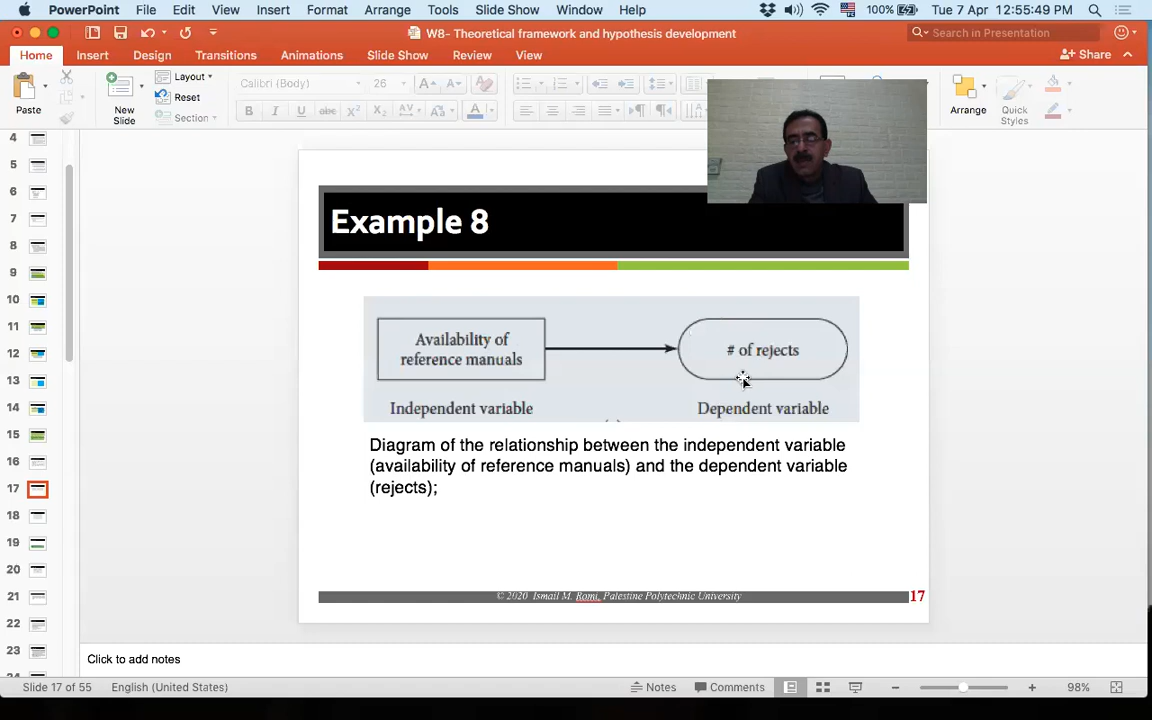 PowerPoint File Edit View Insert Format Arrange Tools Slide Show Window Help 100% Tue 7 Apr 12:55:49 PM
W8- Theoretical framework and hypothesis development
Search in Presentation
Home Insert Design Transitions Animations Slide Show Review View
Share
Paste
New Slide
Layout
Reset
Section
Calibri (Body) 26
B I U abc X² X₂ AV Aa A
Arrange
Quick Styles
4
5
6
7
8
9
10
11
12
13
14
15
16
17
18
19
20
21
22
23
Example 8
Availability of
reference manuals
# of rejects
Independent variable
Dependent variable
Diagram of the relationship between the independent variable
(availability of reference manuals) and the dependent variable
(rejects);
© 2020 Ismail M. Romi, Palestine Polytechnic University
17
Click to add notes
Slide 17 of 55 English (United States) Notes Comments 98%